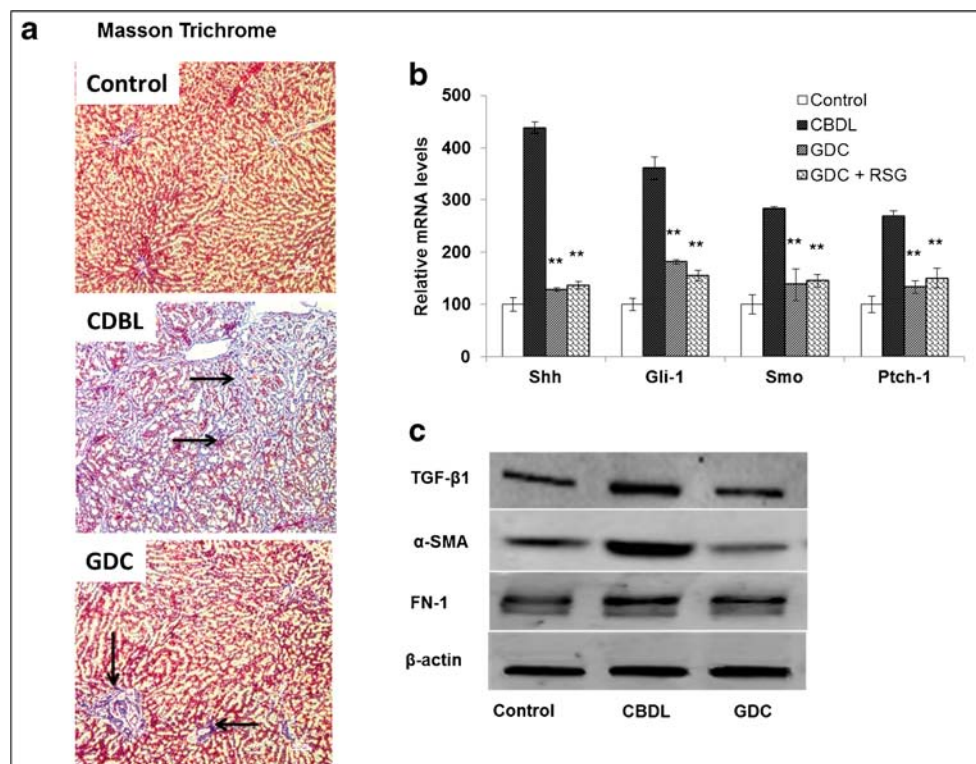 a
Masson Trichrome
Control
CDBL
GDC
b
Relative mRNA levels
500
400
300
200
100
0
Control
CBDL
GDC
GDC + RSG
** **
** **
** **
** **
Shh Gli-1 Smo Ptch-1
c
TGF-β1
α-SMA
FN-1
β-actin
Control CBDL GDC